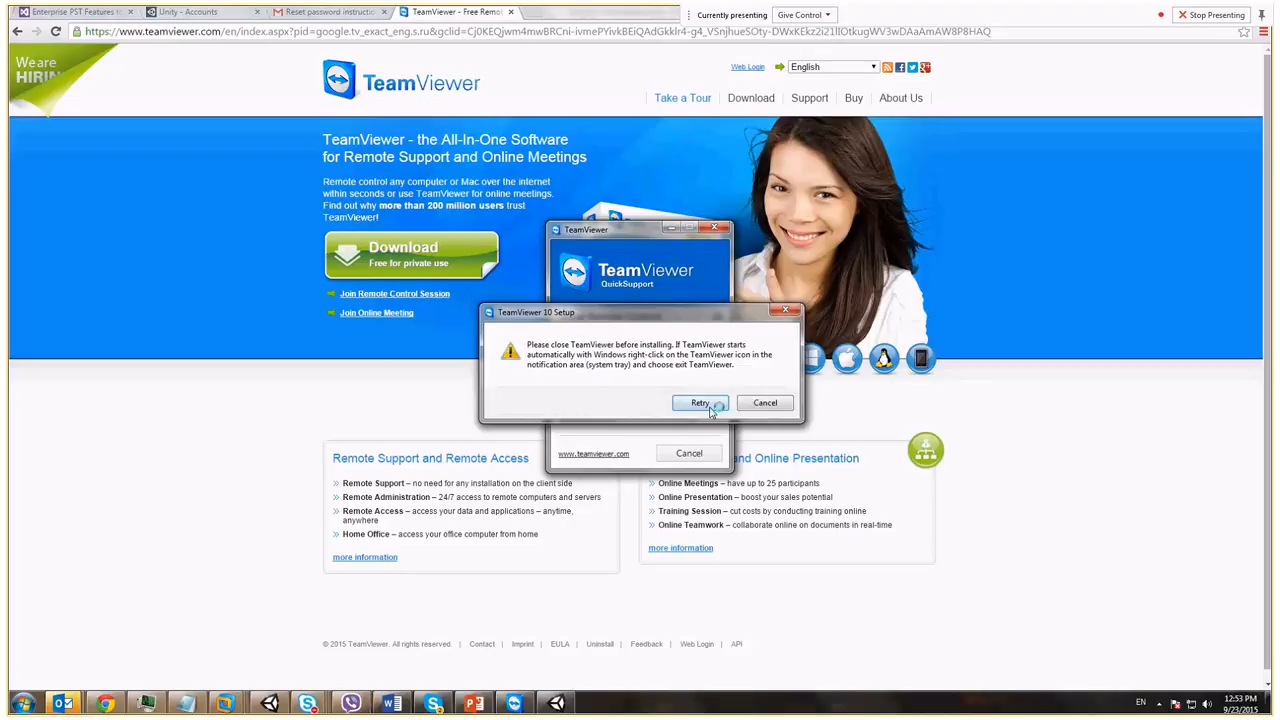 Enterprise PST Features to
Unity - Accounts
Reset password instructio
TeamViewer - Free Remo
Currently presenting
Give Control
Stop Presenting
https://www.teamviewer.com/en/index.aspx?pid=google.tv_exact_eng.s.ru&gclid=
We are
HIRING
TeamViewer
Web Login
English
Take a Tour
Download
Support
Buy
About Us
TeamViewer - the All-In-One Software
for Remote Support and Online Meetings
Remote control any computer or Mac over the internet
within seconds or use TeamViewer for online meetings.
Find out why more than 200 million users trust
TeamViewer!
Download
Free for private use
Join Remote Control Session
Join Online Meeting
TeamViewer
TeamViewer
QuickSupport
TeamViewer 10 Setup
Please close TeamViewer before installing. If TeamViewer starts
automatically with Windows right-click on the TeamViewer icon in the
notification area (system tray) and choose exit TeamViewer.
Retry
Cancel
www.teamviewer.com
Cancel
Remote Support and Remote Access
Remote Support – no need for any installation on the client side
Remote Administration – 24/7 access to remote computers and servers
Remote Access – access your data and applications – anytime,
anywhere
Home Office – access your office computer from home
more information
and Online Presentation
Online Meetings – have up to 25 participants
Online Presentation – boost your sales potential
Training Session – cut costs by conducting training online
Online Teamwork – collaborate online on documents in real-time
more information
© 2015 TeamViewer. All rights reserved. | Contact | Imprint | EULA | Uninstall | Feedback | Web Login | API
EN
12:53 PM
9/23/2015